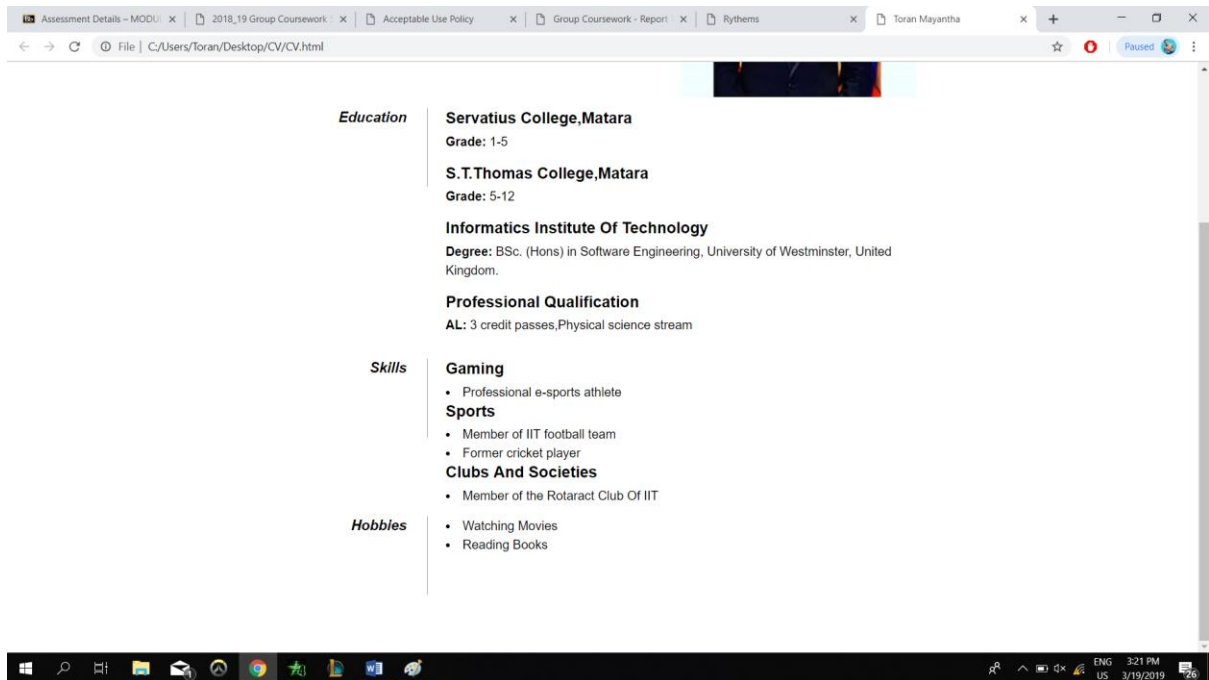 Assessment Details – MODU
2018_19 Group Coursework
Acceptable Use Policy
Group Coursework - Report
Rythems
Toran Mayantha
File | C:/Users/Toran/Desktop/CV/CV.html
Paused
Education
Servatius College,Matara
Grade: 1-5
S.T.Thomas College,Matara
Grade: 5-12
Informatics Institute Of Technology
Degree: BSc. (Hons) in Software Engineering, University of Westminster, United
Kingdom.
Professional Qualification
AL: 3 credit passes,Physical science stream
Skills
Gaming
• Professional e-sports athlete
Sports
• Member of IIT football team
• Former cricket player
Clubs And Societies
• Member of the Rotaract Club Of IIT
Hobbies
• Watching Movies
• Reading Books
ENG
US
3:21 PM
3/19/2019
26